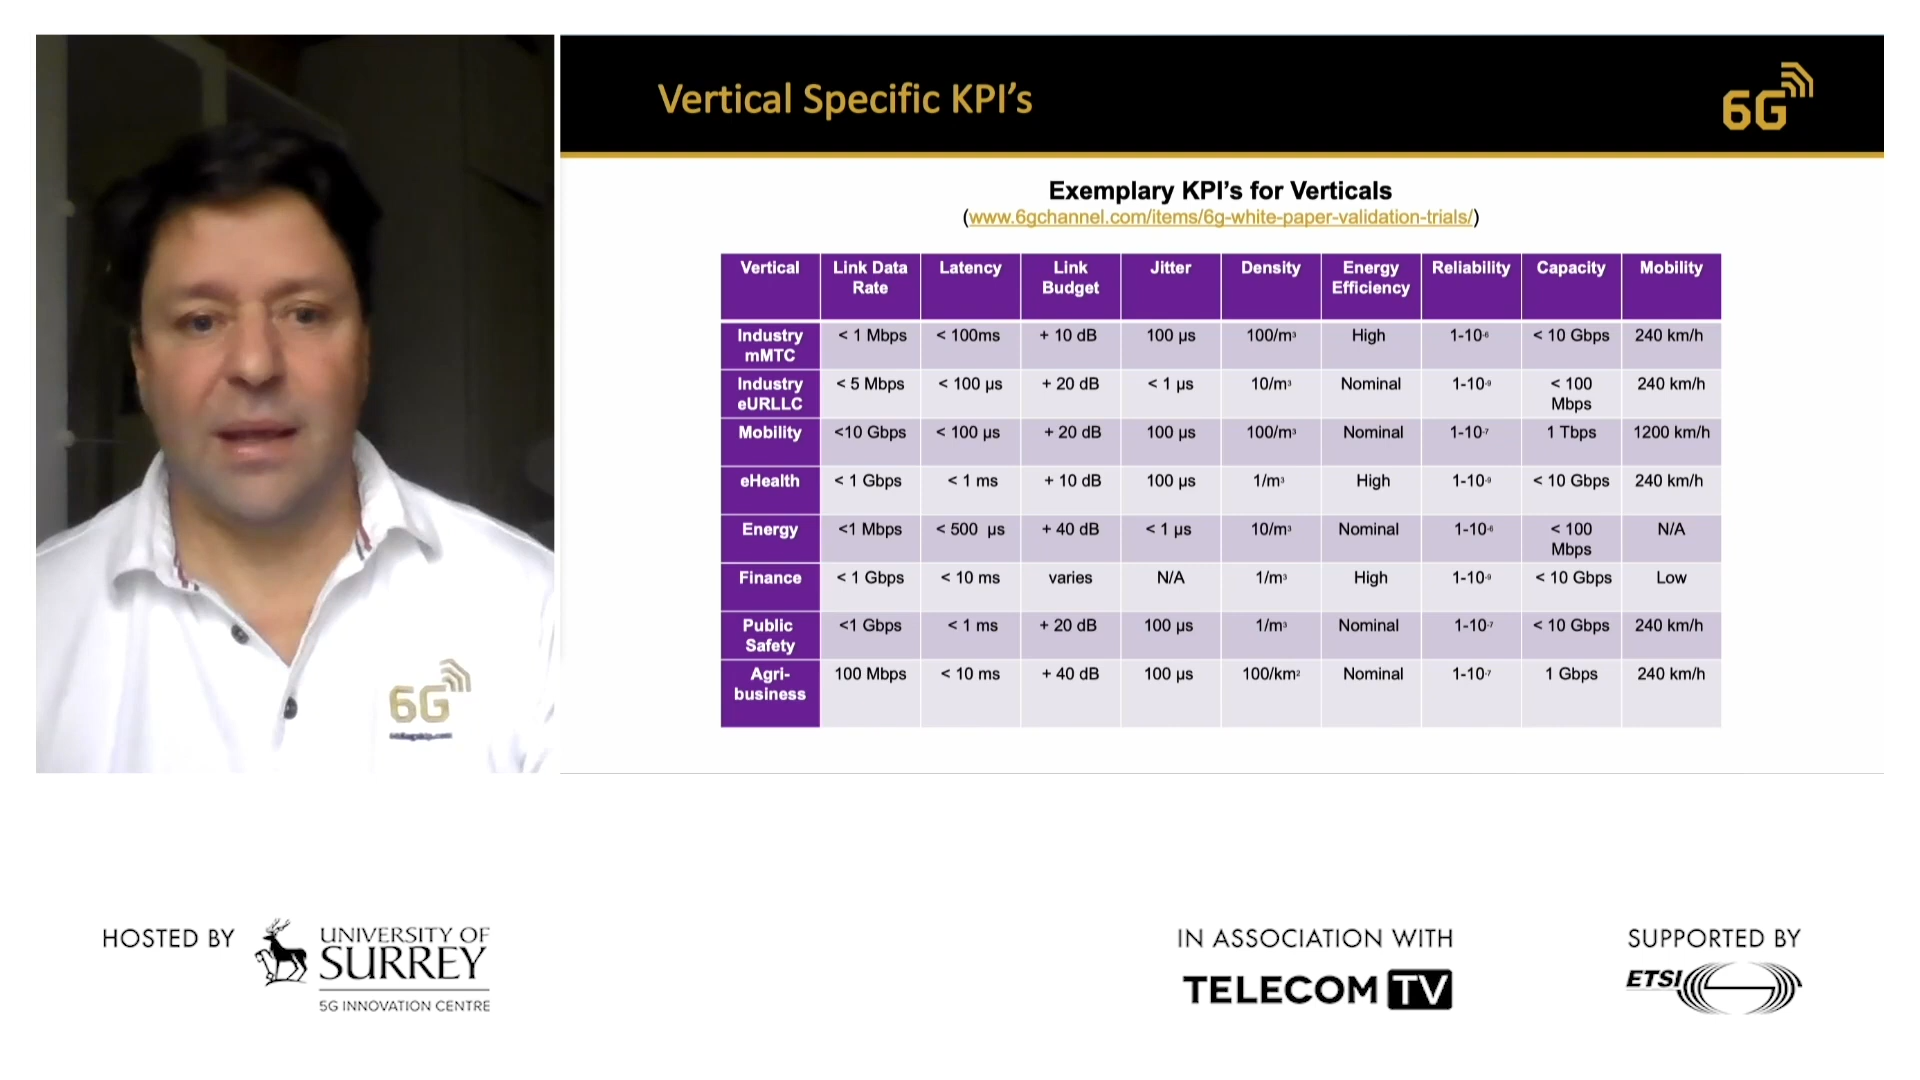 Vertical Specific KPI's
6G
Exemplary KPI's for Verticals
(www.6gchannel.com/items/6g-white-paper-validation-trials/)
Vertical Link Data Rate Latency Link Budget Jitter Density Energy Efficiency Reliability Capacity Mobility
Industry mMTC < 1 Mbps < 100ms + 10 dB 100 µs 100/m³ High 1-10⁻⁶ < 10 Gbps 240 km/h
Industry eURLLC < 5 Mbps < 100 µs + 20 dB < 1 µs 10/m³ Nominal 1-10⁻⁹ < 100 Mbps 240 km/h
Mobility <10 Gbps < 100 µs + 20 dB 100 µs 100/m³ Nominal 1-10⁻⁷ 1 Tbps 1200 km/h
eHealth < 1 Gbps < 1 ms + 10 dB 100 µs 1/m³ High 1-10⁻⁹ < 10 Gbps 240 km/h
Energy <1 Mbps < 500 µs + 40 dB < 1 µs 10/m³ Nominal 1-10⁻⁶ < 100 Mbps N/A
Finance < 1 Gbps < 10 ms varies N/A 1/m³ High 1-10⁻⁹ < 10 Gbps Low
Public Safety <1 Gbps < 1 ms + 20 dB 100 µs 1/m³ Nominal 1-10⁻⁷ < 10 Gbps 240 km/h
Agri-business 100 Mbps < 10 ms + 40 dB 100 µs 100/km² Nominal 1-10⁻⁷ 1 Gbps 240 km/h
6G
HOSTED BY
UNIVERSITY OF
SURREY
5G INNOVATION CENTRE
IN ASSOCIATION WITH
TELECOM TV
SUPPORTED BY
ETSI